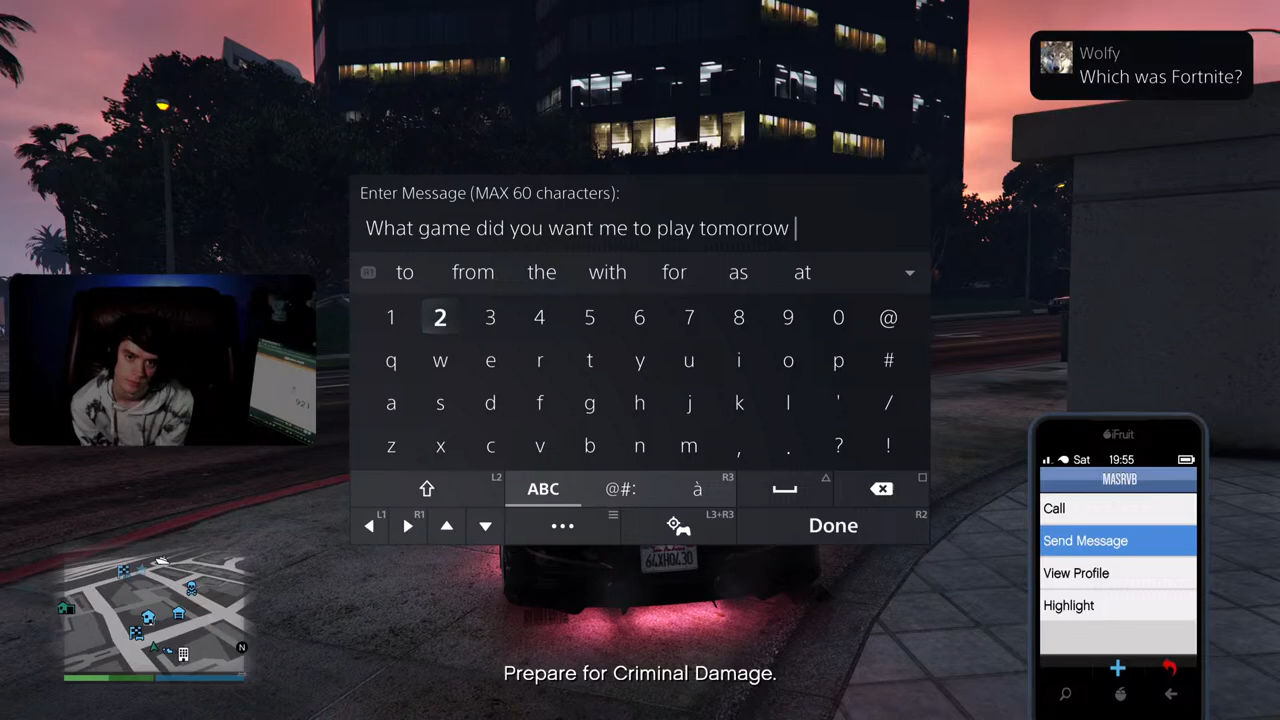 Wolfy
Which was Fortnite?
Enter Message (MAX 60 characters):
What game did you want me to play tomorrow
R1 to from the with for as at
1 2 3 4 5 6 7 8 9 0 @
q w e r t y u i o p #
a s d f g h j k l ' /
z x c v b n m , . ? !
L2 ABC @#: à R3
L1 R1 ... L3+R3 Done R2
iFruit
Sat 19:55
MASRVB
Call
Send Message
View Profile
Highlight
64XHQ430
N
Prepare for Criminal Damage.